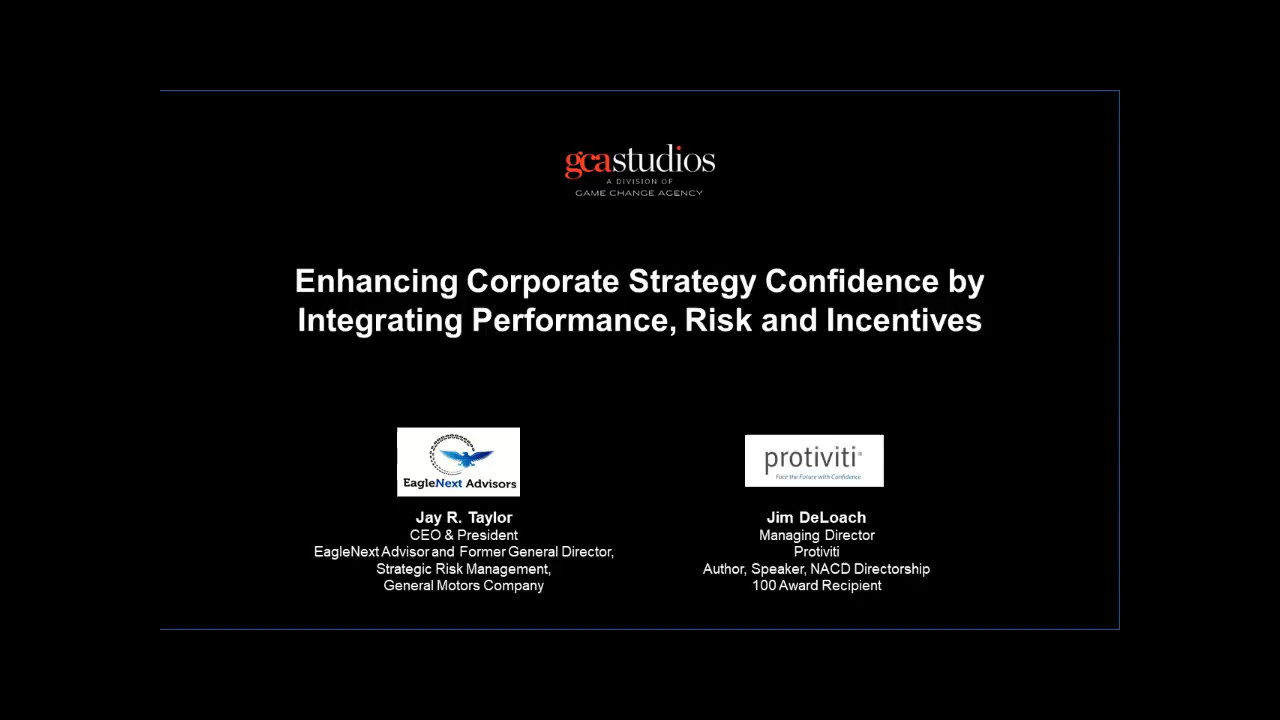 gcastudios
A DIVISION OF
GAME CHANGE AGENCY
Enhancing Corporate Strategy Confidence by
Integrating Performance, Risk and Incentives
EagleNext Advisors
Jay R. Taylor
CEO & President
EagleNext Advisor and Former General Director,
Strategic Risk Management,
General Motors Company
protiviti®
Face the Future with Confidence
Jim DeLoach
Managing Director
Protiviti
Author, Speaker, NACD Directorship
100 Award Recipient